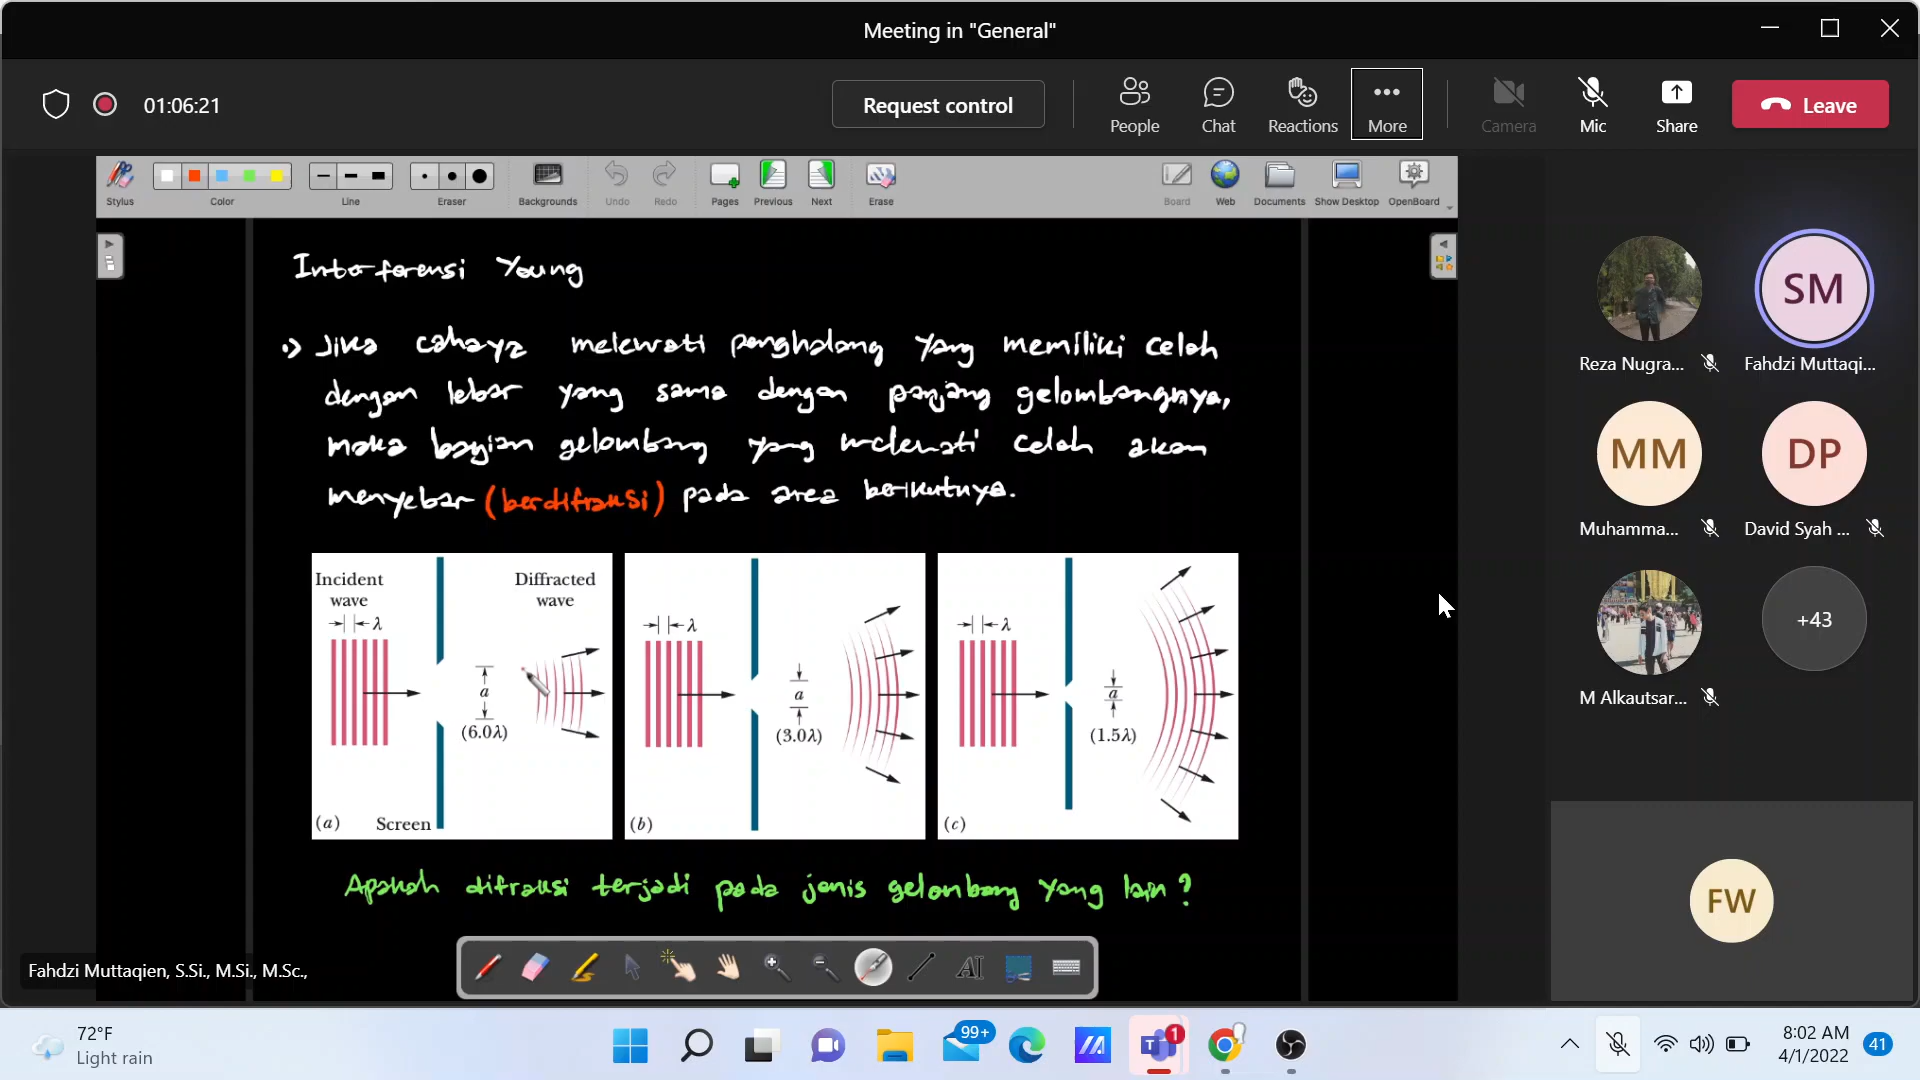 Meeting in "General"
01:06:21
Request control
People
Chat
Reactions
More
Camera
Mic
Share
Leave
Stylus
Color
Line
Eraser
Backgrounds
Undo
Redo
Pages
Previous
Next
Erase
Board
Web
Documents
Show Desktop
OpenBoard
Interferensi Young
Jika cahaya melewati penghalang yang memiliki celah
dengan lebar yang sama dengan panjang gelombangnya,
maka bagian gelombang yang melewati celah akan
menyebar (berdifraksi) pada area berikutnya.
Incident
wave
λ
Diffracted
wave
a
(6.0λ)
(a) Screen
λ
a
(3.0λ)
(b)
λ
a
(1.5λ)
(c)
Apakah difraksi terjadi pada jenis gelombang yang lain?
Fahdzi Muttaqien, S.Si., M.Si., M.Sc.,
AI
Reza Nugra...
SM
Fahdzi Muttaqi...
MM
Muhamma...
DP
David Syah ...
M Alkautsar...
+43
FW
72°F
Light rain
99+
T
1
8:02 AM
4/1/2022
41